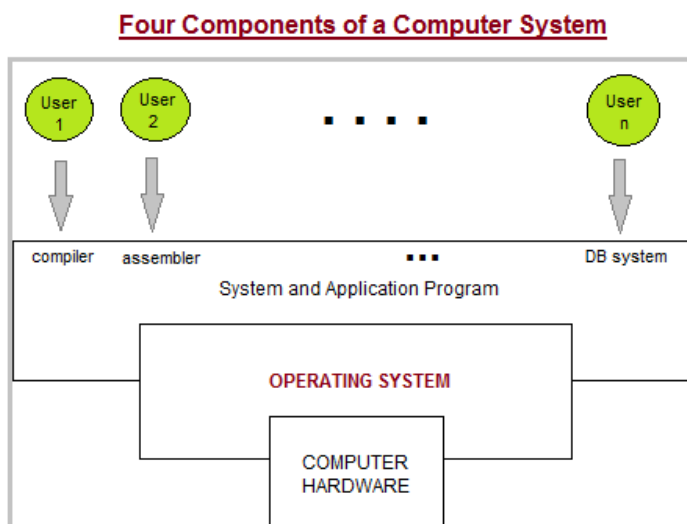 Four Components of a Computer System
User
1
User
2
. . . .
User
n
compiler
assembler
...
DB system
System and Application Program
OPERATING SYSTEM
COMPUTER
HARDWARE